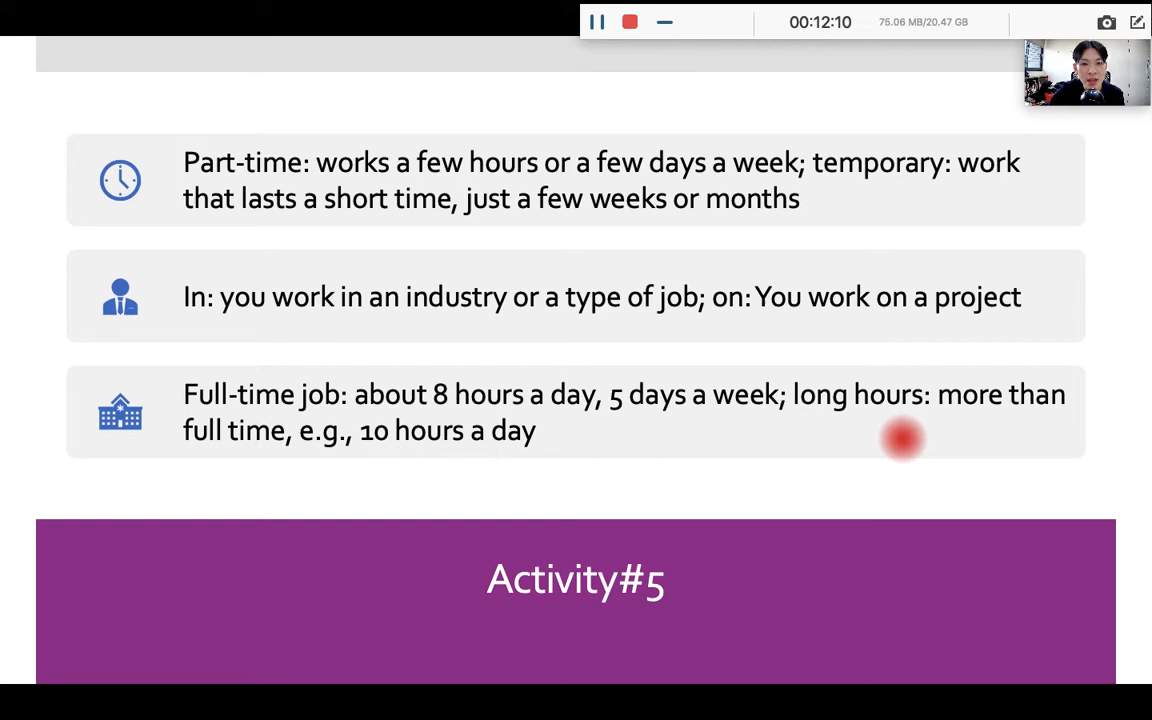 00:12:10
75.06 MB/20.47 GB
Part-time: works a few hours or a few days a week; temporary: work
that lasts a short time, just a few weeks or months
In: you work in an industry or a type of job; on: You work on a project
Full-time job: about 8 hours a day, 5 days a week; long hours: more than
full time, e.g., 10 hours a day
Activity#5